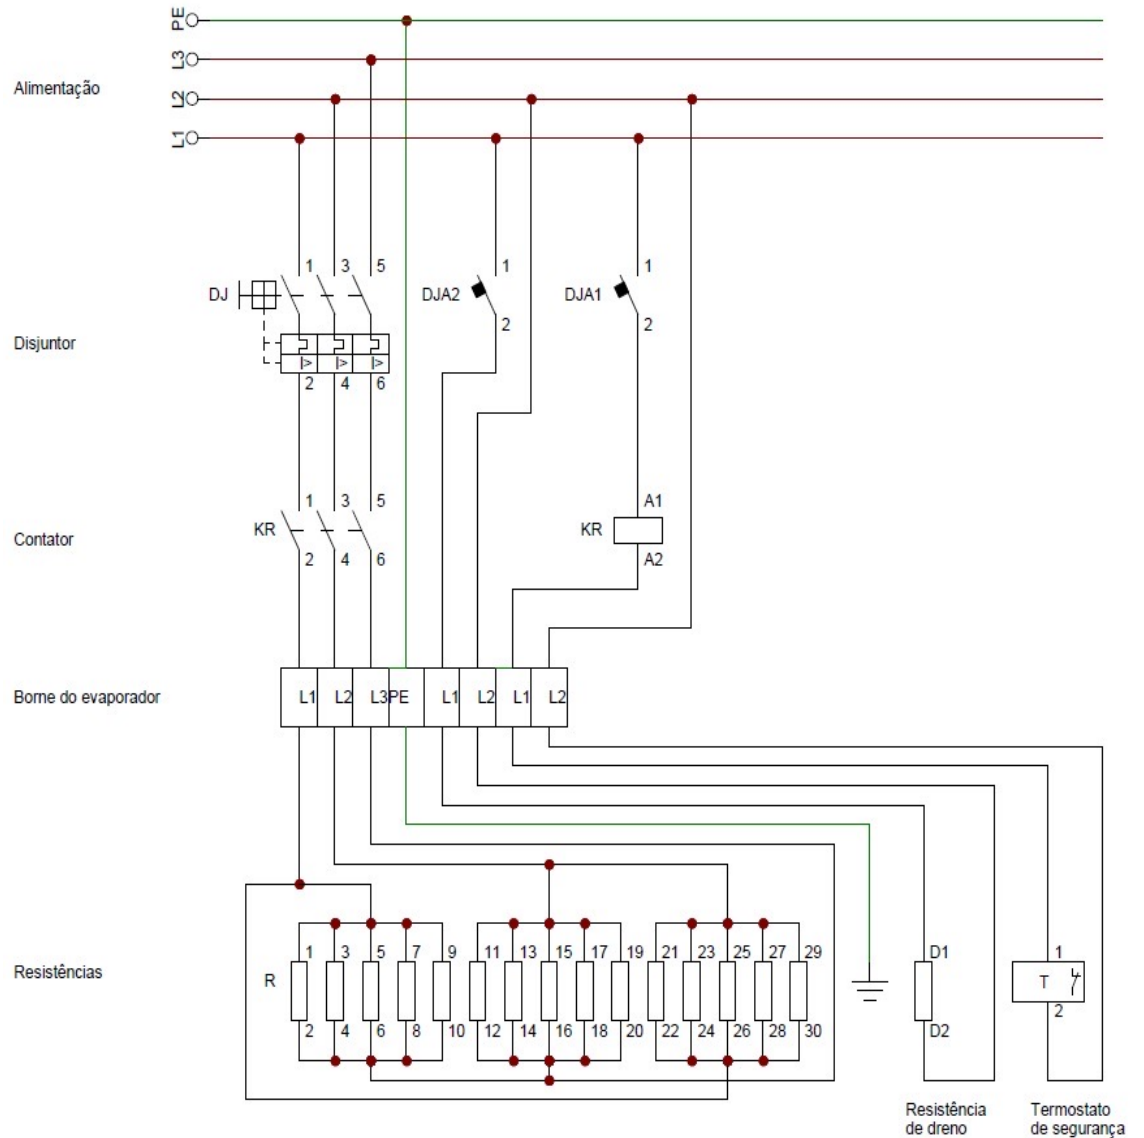 PE
L3
Alimentação
L2
L1
1 3 5 1 1
DJ DJA2 DJA1
2 2
Disjuntor
I> I> I>
2 4 6
1 3 5 A1
KR KR
Contator
2 4 6 A2
Borne do evaporador L1 L2 L3 PE L1 L2 L1 L2
1 3 5 7 9 11 13 15 17 19 21 23 25 27 29 D1 1
Resistências R T
2 4 6 8 10 12 14 16 18 20 22 24 26 28 30 D2 2
Resistência
de dreno
Termostato
de segurança